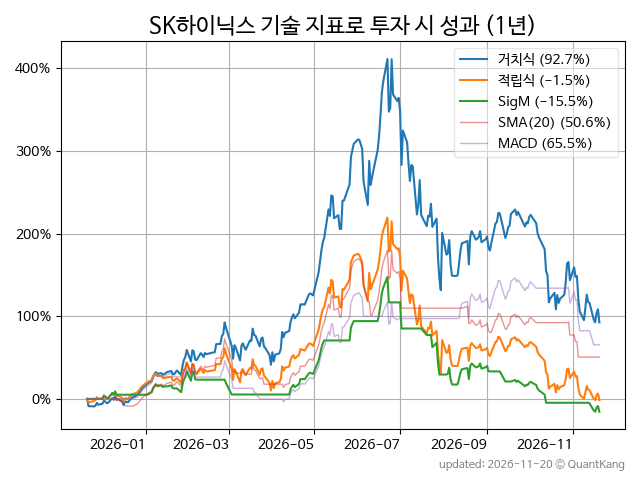 SK하이닉스 기술 지표로 투자 시 성과 (1년)
400%
300%
200%
100%
0%
거치식 (92.7%)
적립식 (-1.5%)
SigM (-15.5%)
SMA(20) (50.6%)
MACD (65.5%)
2026-01
2026-03
2026-05
2026-07
2026-09
2026-11
updated: 2026-11-20 @ QuantKang